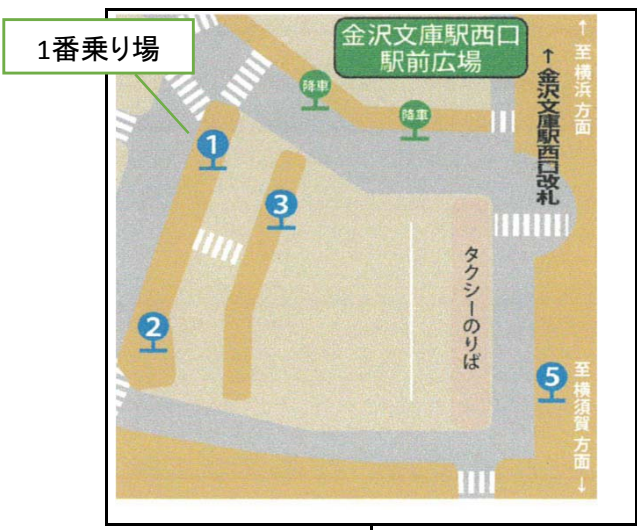 1番乗り場
金沢文庫駅西口
駅前広場
↑至横浜方面
↑金沢文庫駅西口改札
降車
降車
1
3
タクシーのりば
2
5
至横須賀方面↓